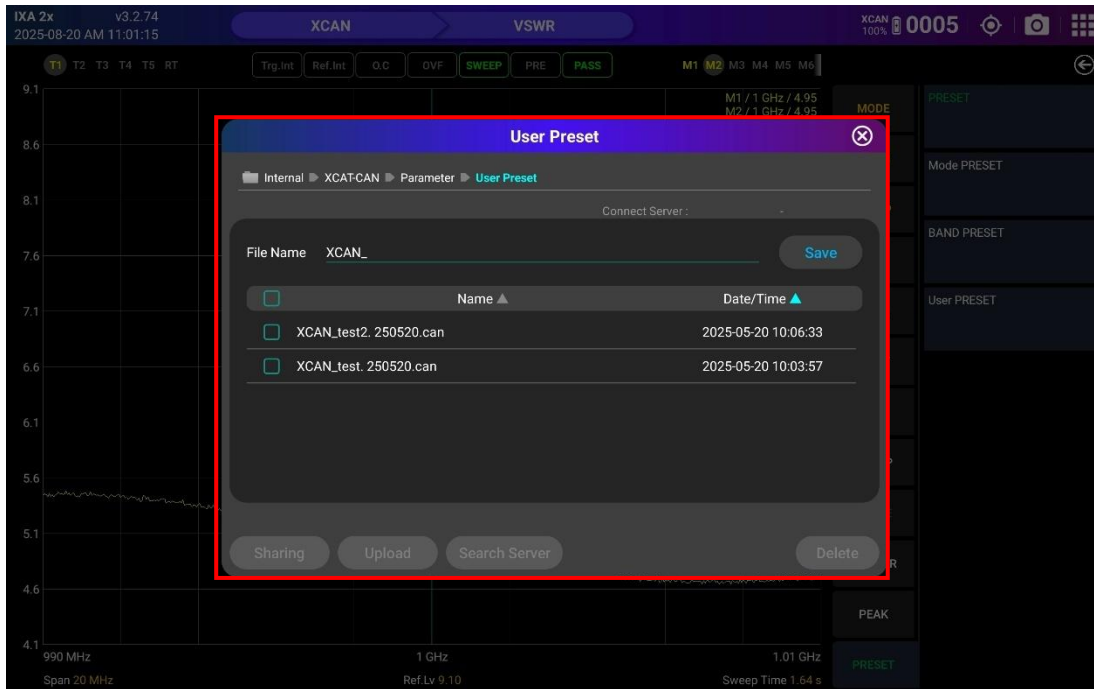 IXA 2x v3.2.74
2025-08-20 AM 11:01:15
XCAN VSWR
XCAN 100% 0005
T1 T2 T3 T4 T5 RT
Trg.Int Ref.Int O.C OVF SWEEP PRE PASS
M1 M2 M3 M4 M5 M6
9.1
M1 / 1 GHz / 4.95
M2 / 1 GHz / 4.95
MODE
PRESET
User Preset
8.6
Mode PRESET
Internal XCAT-CAN Parameter User Preset
8.1
Connect Server : -
BAND PRESET
File Name XCAN_ Save
7.6
Name Date/Time
User PRESET
7.1
XCAN_test2. 250520.can 2025-05-20 10:06:33
XCAN_test. 250520.can 2025-05-20 10:03:57
6.6
6.1
5.6
5.1
Sharing Upload Search Server Delete
R
4.6
PEAK
4.1
990 MHz 1 GHz 1.01 GHz
PRESET
Span 20 MHz Ref.Lv 9.10 Sweep Time 1.64 s